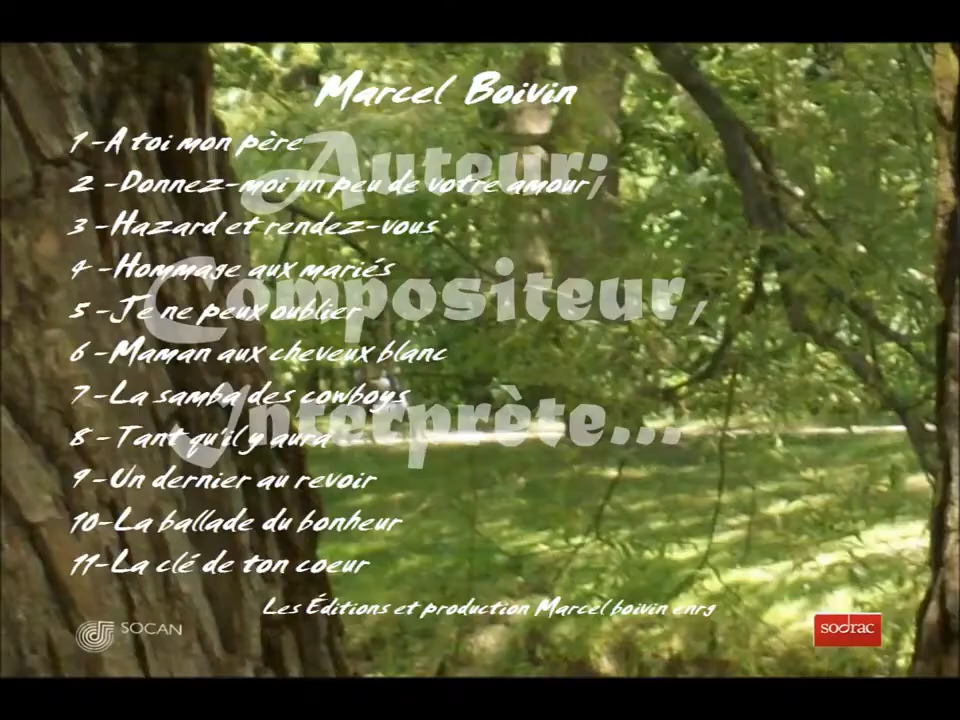 Marcel Boivin
Auteur;
Compositeur,
Interprète...
1 -A toi mon père
2 -Donnez-moi un peu de votre amour
3 -Hazard et rendez-vous
4 -Hommage aux mariés
5 -Je ne peux oublier
6 -Maman aux cheveux blanc
7 -La samba des cowboys
8 -Tant qu'il y aura
9 -Un dernier au revoir
10-La ballade du bonheur
11-La clé de ton coeur
Les Éditions et production Marcel boivin enrg
SOCAN
sodrac